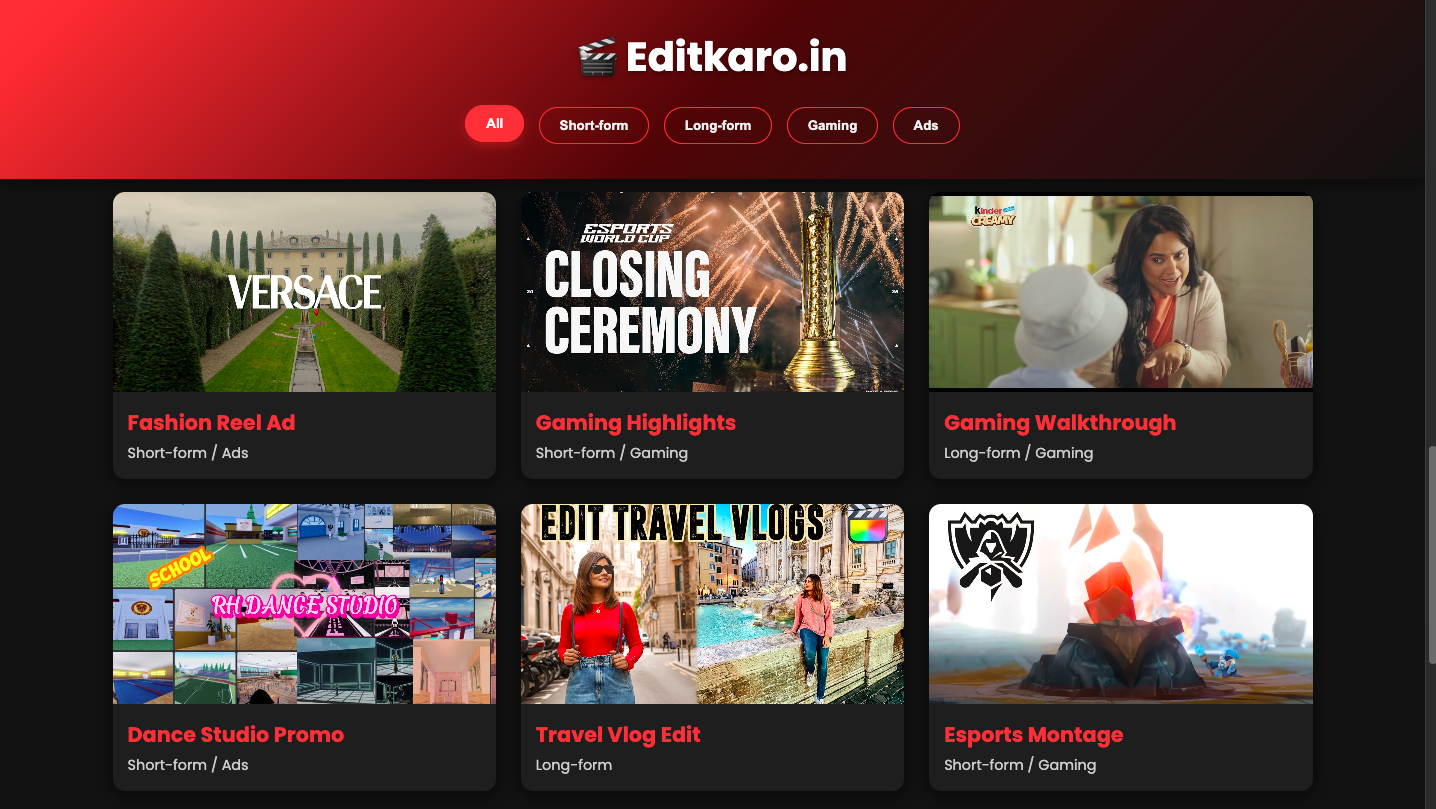 🎬 Editkaro.in
All
Short-form
Long-form
Gaming
Ads
VERSACE
ESPORTS
WORLD CUP
CLOSING
CEREMONY
kinder
CREAMY
Fashion Reel Ad
Short-form / Ads
Gaming Highlights
Short-form / Gaming
Gaming Walkthrough
Long-form / Gaming
SCHOOL
RH DANCE STUDIO
EDIT TRAVEL VLOGS
Dance Studio Promo
Short-form / Ads
Travel Vlog Edit
Long-form
Esports Montage
Short-form / Gaming